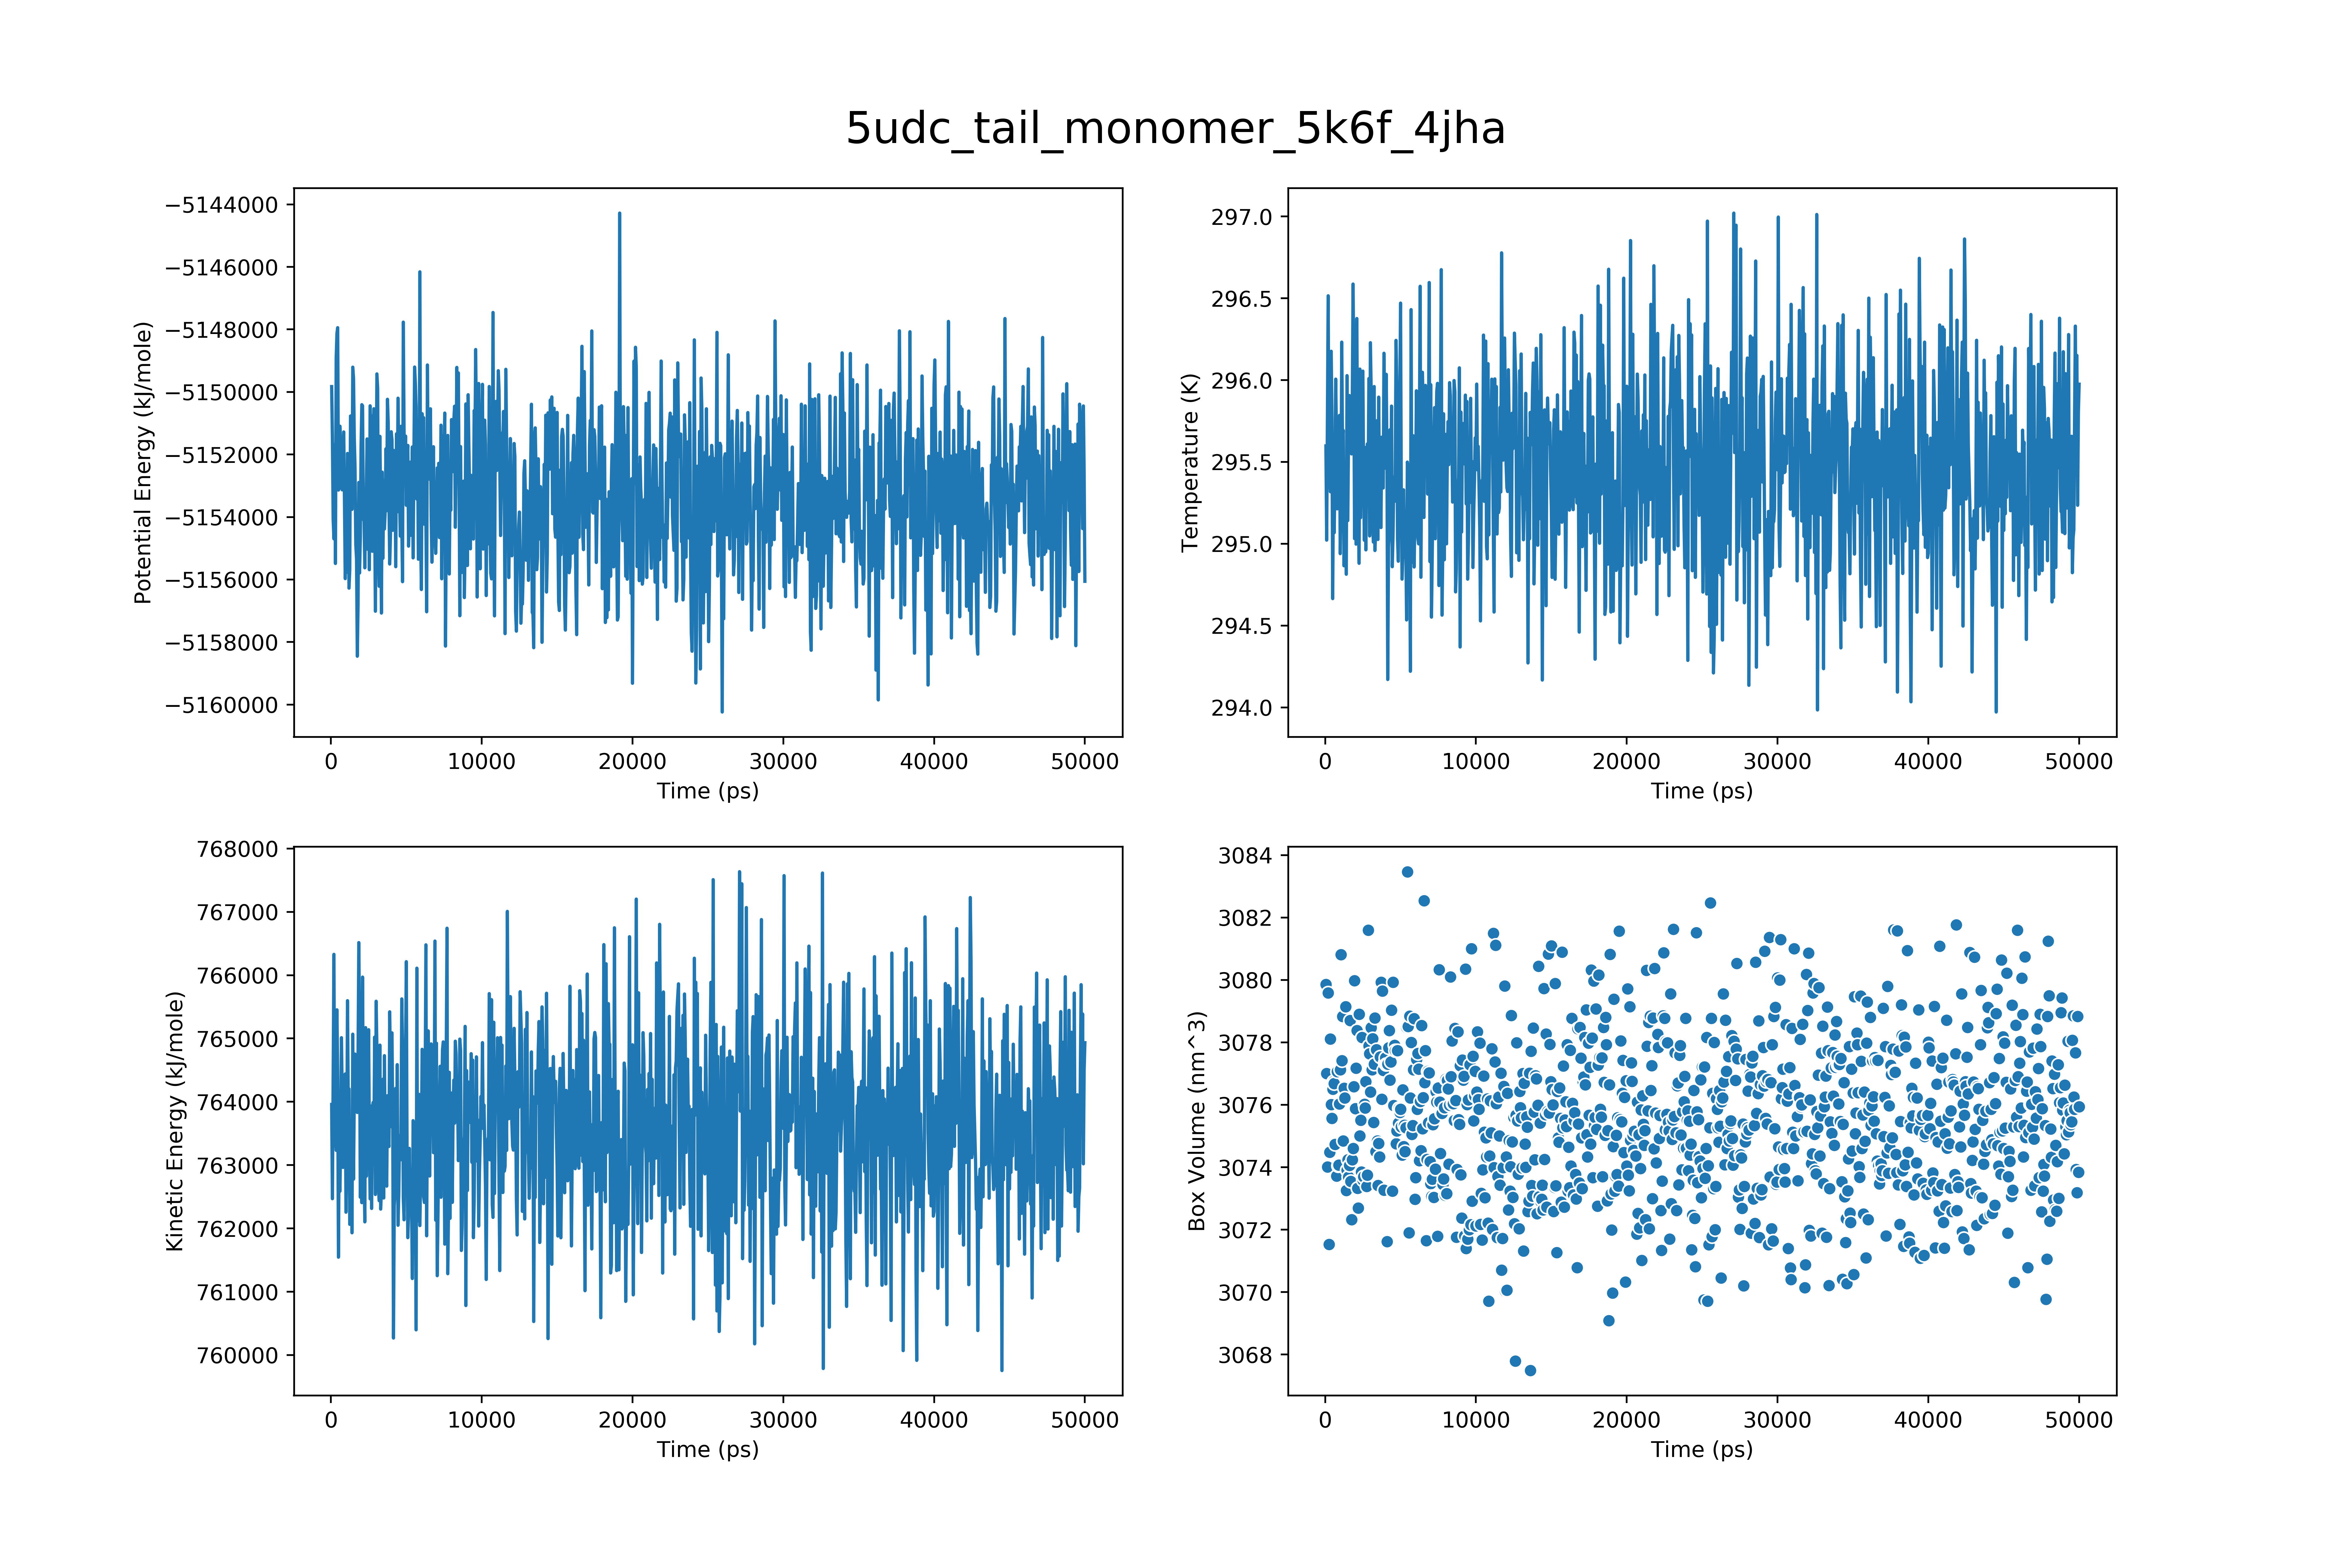 5udc_tail_monomer_5k6f_4jha
−5144000
−5146000
−5148000
−5150000
−5152000
−5154000
−5156000
−5158000
−5160000
Potential Energy (kJ/mole)
0 10000 20000 30000 40000 50000
Time (ps)
297.0
296.5
296.0
295.5
295.0
294.5
294.0
Temperature (K)
0 10000 20000 30000 40000 50000
Time (ps)
768000
767000
766000
765000
764000
763000
762000
761000
760000
Kinetic Energy (kJ/mole)
0 10000 20000 30000 40000 50000
Time (ps)
3084
3082
3080
3078
3076
3074
3072
3070
3068
Box Volume (nm^3)
0 10000 20000 30000 40000 50000
Time (ps)